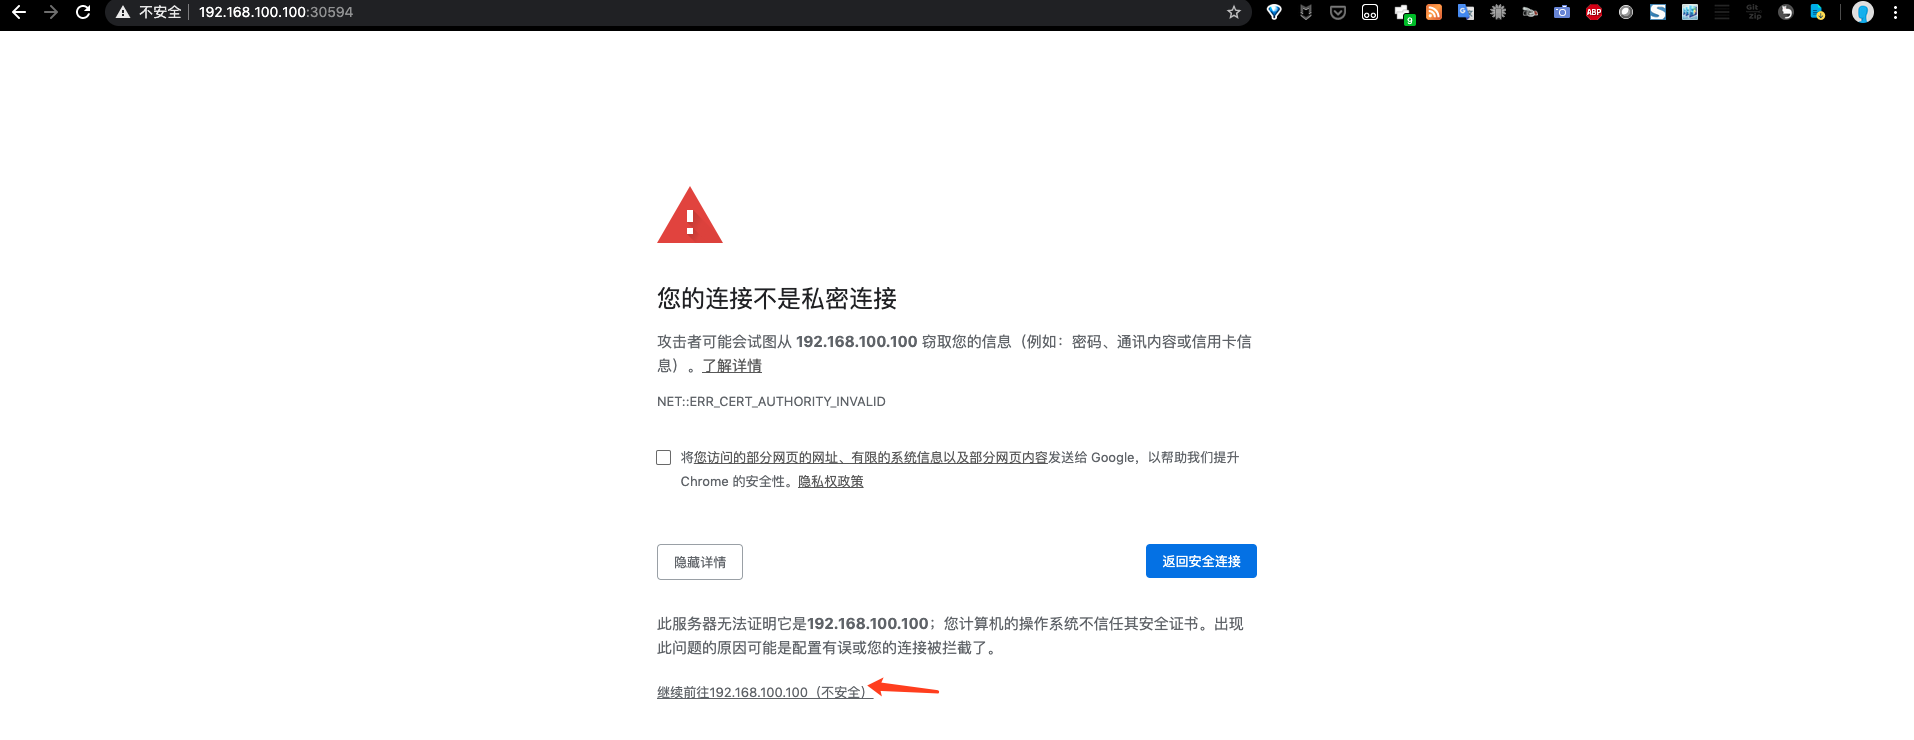 不安全 192.168.100.100:30594
9
ABP
Git
Zip
您的连接不是私密连接
攻击者可能会试图从 192.168.100.100 窃取您的信息（例如：密码、通讯内容或信用卡信
息）。了解详情
NET::ERR_CERT_AUTHORITY_INVALID
将您访问的部分网页的网址、有限的系统信息以及部分网页内容发送给 Google，以帮助我们提升
Chrome 的安全性。隐私权政策
隐藏详情
返回安全连接
此服务器无法证明它是192.168.100.100；您计算机的操作系统不信任其安全证书。出现
此问题的原因可能是配置有误或您的连接被拦截了。
继续前往192.168.100.100（不安全）